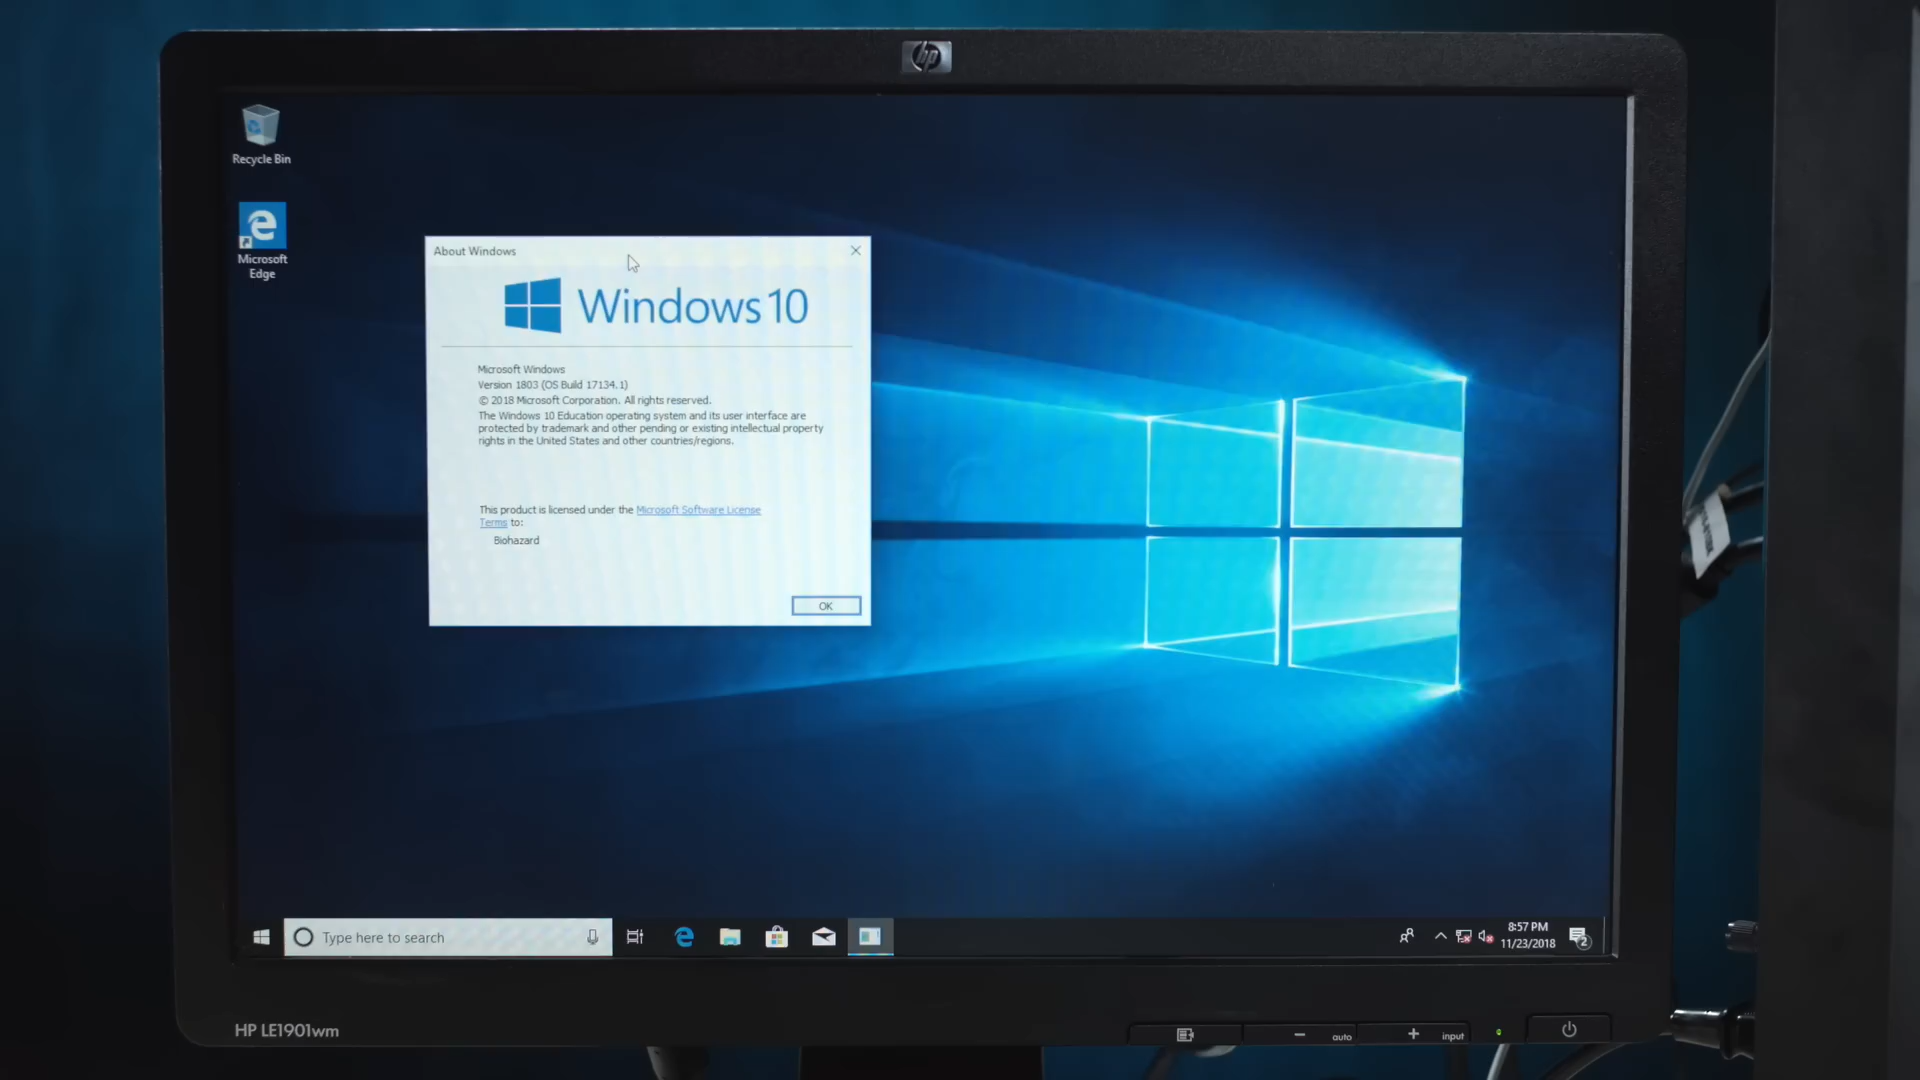 hp
Recycle Bin
Microsoft
Edge
About Windows
Windows 10
Microsoft Windows
Version 1803 (OS Build 17134.1)
© 2018 Microsoft Corporation. All rights reserved.
The Windows 10 Education operating system and its user interface are
protected by trademark and other pending or existing intellectual property
rights in the United States and other countries/regions.
This product is licensed under the Microsoft Software License
Terms to:
Biohazard
OK
Type here to search
8:57 PM
11/23/2018
2
HP LE1901wm
auto
input